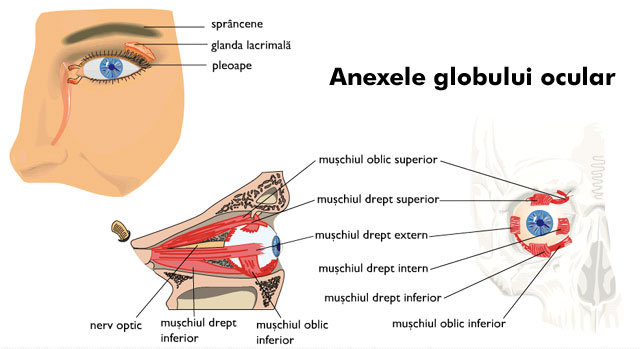 sprâncene
glanda lacrimală
pleoape
Anexele globului ocular
mușchiul oblic superior
mușchiul drept superior
mușchiul drept extern
mușchiul drept intern
mușchiul drept inferior
mușchiul oblic inferior
nerv optic
mușchiul drept
inferior
mușchiul oblic
inferior